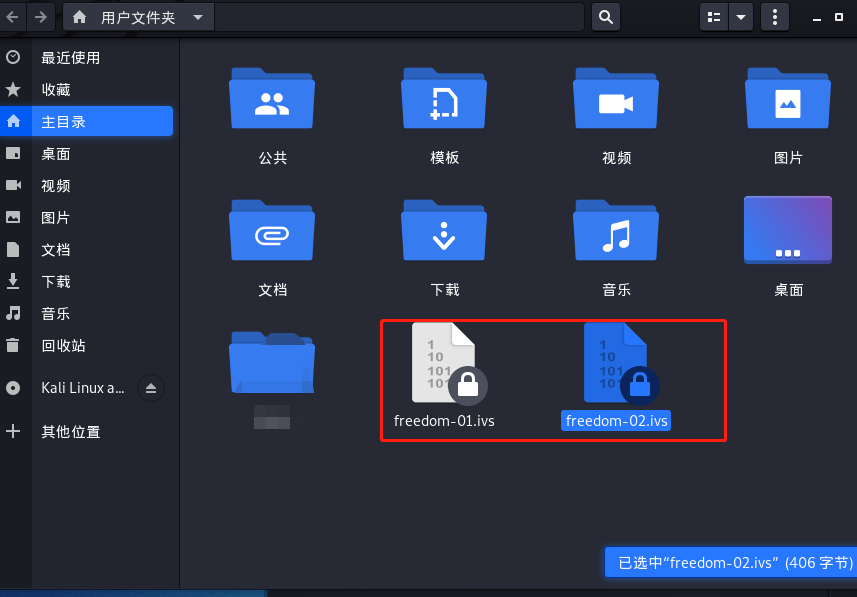 用户文件夹
最近使用
收藏
主目录
桌面
视频
图片
文档
下载
音乐
回收站
Kali Linux a...
其他位置
公共
模板
视频
图片
文档
下载
音乐
桌面
1
10
101
101
1
10
101
101
freedom-01.ivs
freedom-02.ivs
已选中“freedom-02.ivs” (406 字节)